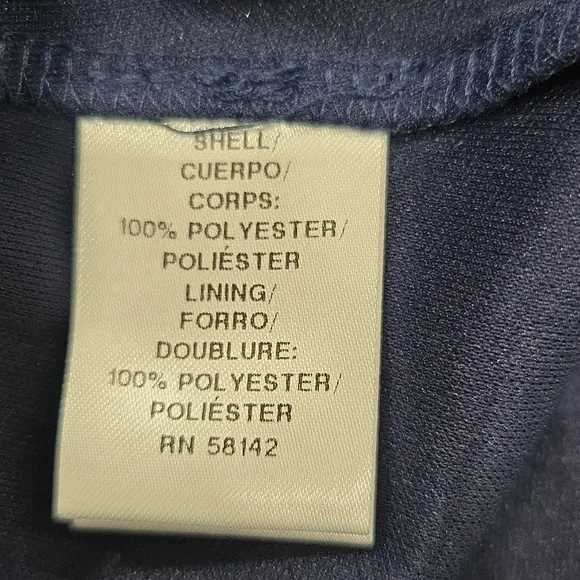 SHELL/
CUERPO/
CORPS:
100% POLYESTER/
POLIÉSTER
LINING/
FORRO/
DOUBLURE:
100% POLYESTER/
POLIÉSTER
RN 58142